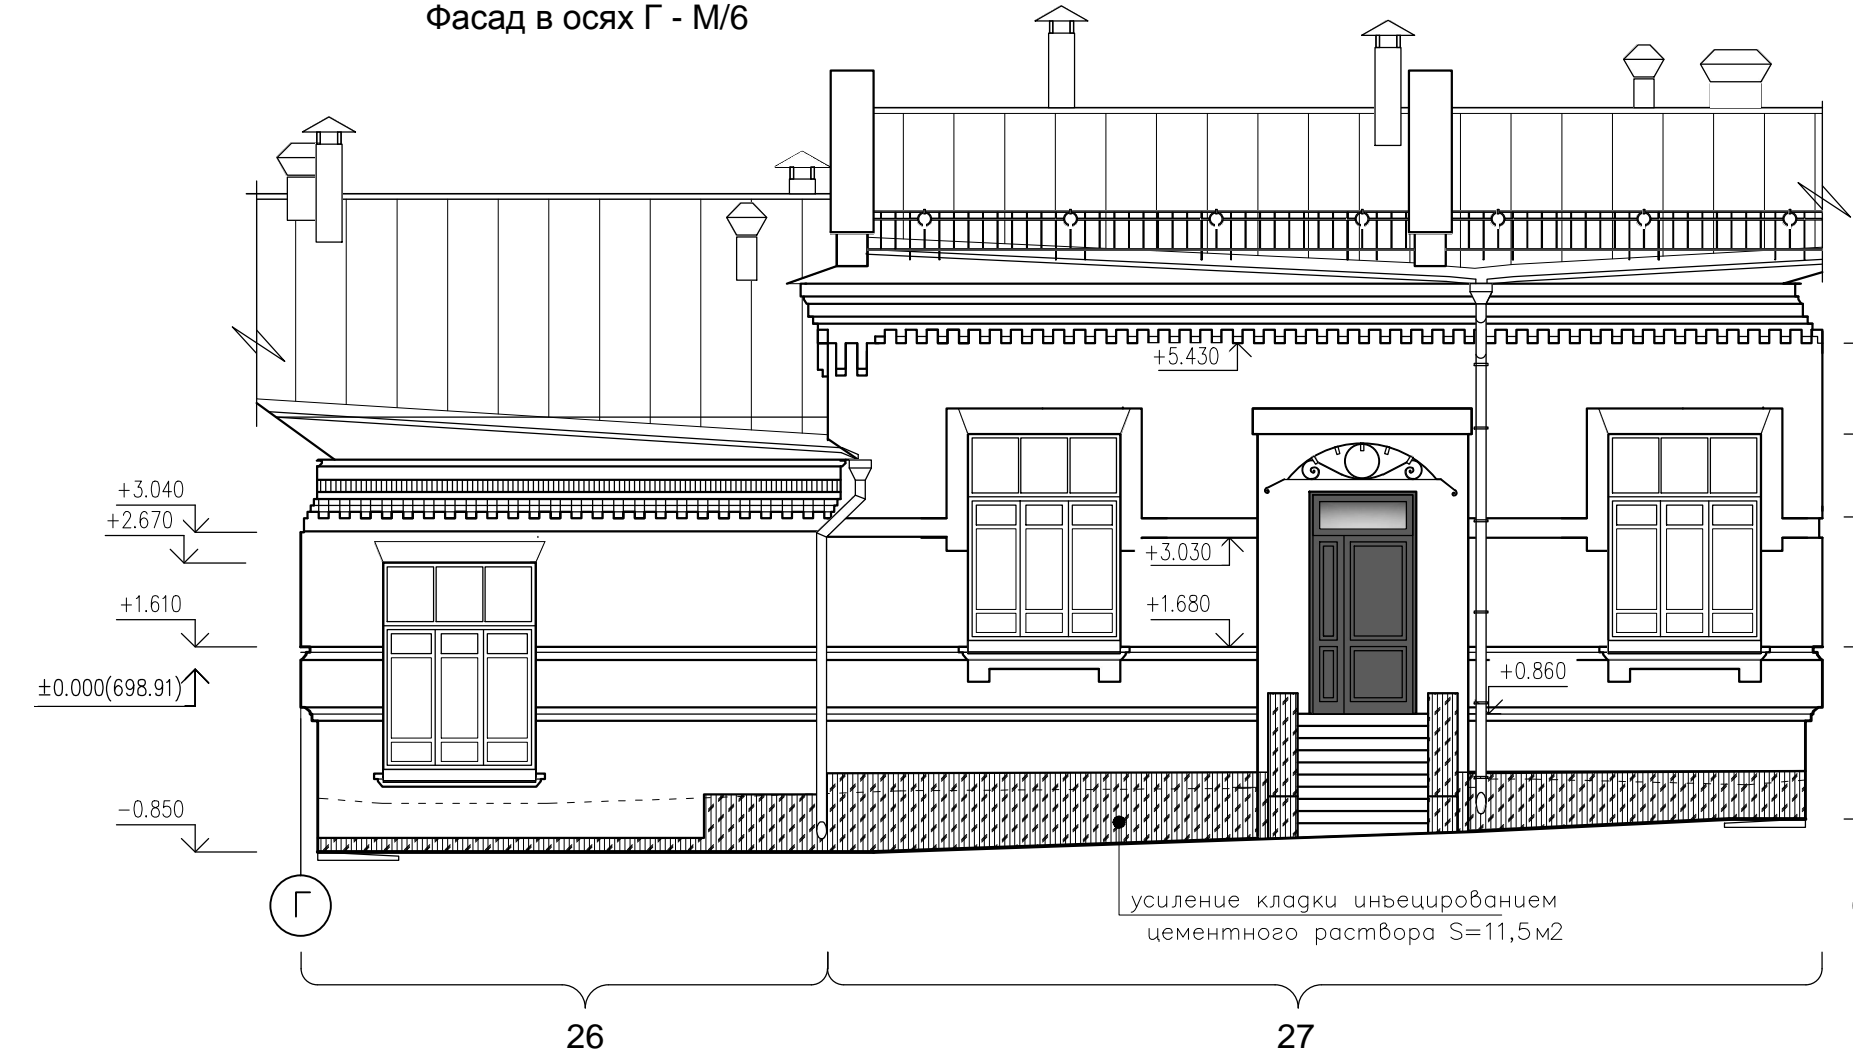 Фасад в осях Г - М/6
+5.430
+3.040
+2.670
+3.030
+1.610
+1.680
±0.000(698.91)
+0.860
-0.850
Г
усиление кладки инъецированием
цементного раствора S=11,5м2
26
27